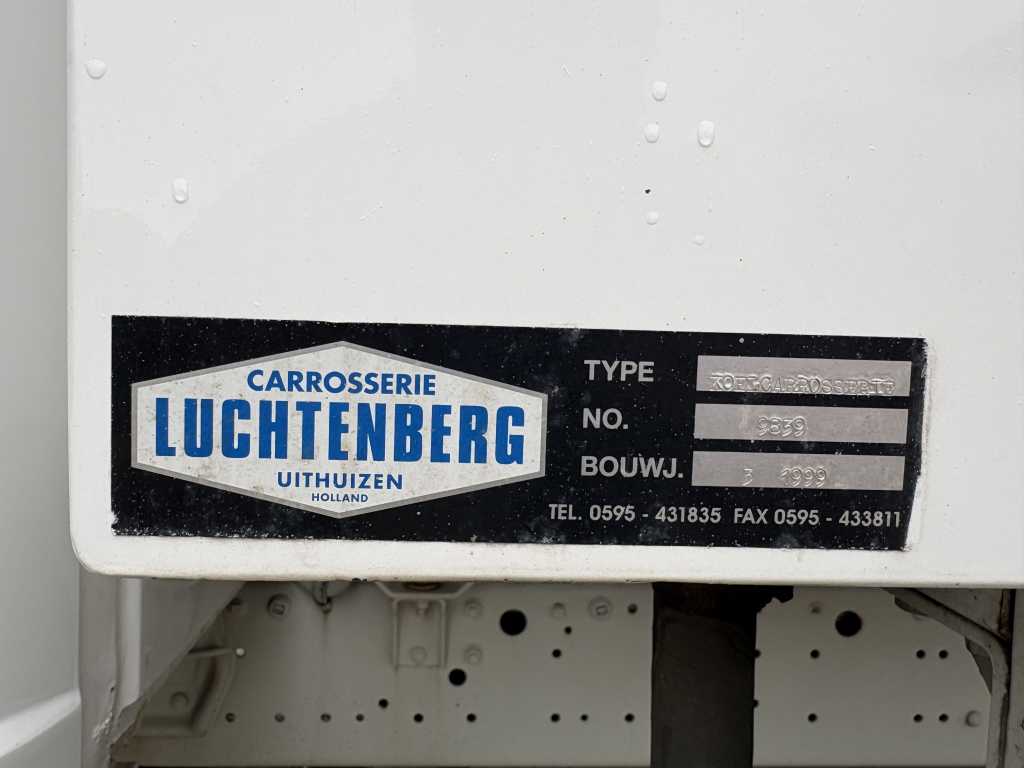 CARROSSERIE
LUCHTENBERG
UITHUIZEN
HOLLAND
TYPE KOELCARROSSERIE
NO. 9839
BOUWJ. 3 1999
TEL. 0595 - 431835 FAX 0595 - 433811